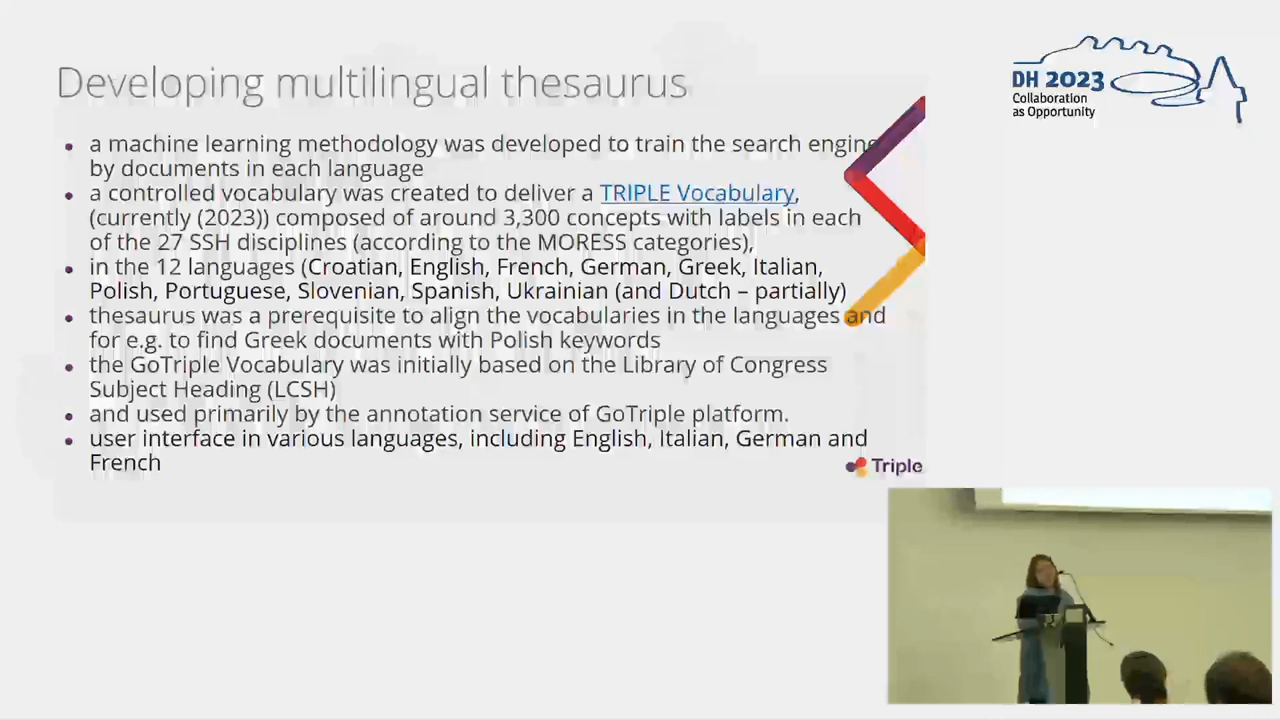 Developing multilingual thesaurus
DH 2023
Collaboration
as Opportunity
• a machine learning methodology was developed to train the search engine
by documents in each language
• a controlled vocabulary was created to deliver a TRIPLE Vocabulary,
(currently (2023)) composed of around 3,300 concepts with labels in each
of the 27 SSH disciplines (according to the MORESS categories),
• in the 12 languages (Croatian, English, French, German, Greek, Italian,
Polish, Portuguese, Slovenian, Spanish, Ukrainian (and Dutch – partially)
• thesaurus was a prerequisite to align the vocabularies in the languages and
for e.g. to find Greek documents with Polish keywords
• the GoTriple Vocabulary was initially based on the Library of Congress
Subject Heading (LCSH)
• and used primarily by the annotation service of GoTriple platform.
• user interface in various languages, including English, Italian, German and
French
Triple